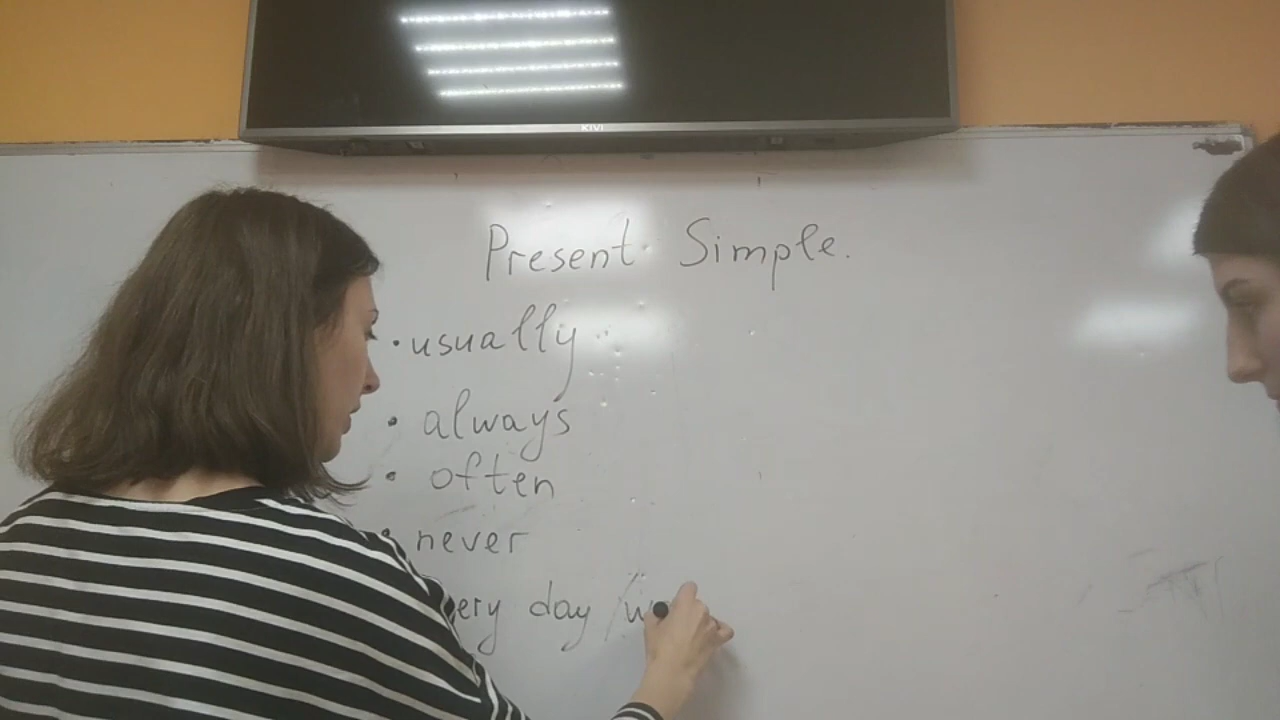 KIVI
Present Simple.
• usually
• always
• often
• never
ery day / w